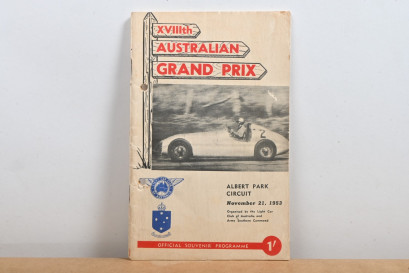 XVIIIth
AUSTRALIAN
GRAND PRIX
2
ALBERT PARK
CIRCUIT
November 21, 1953
Organised by the Light Car
Club of Australia and
Army Southern Command
OFFICIAL SOUVENIR PROGRAMME
1/